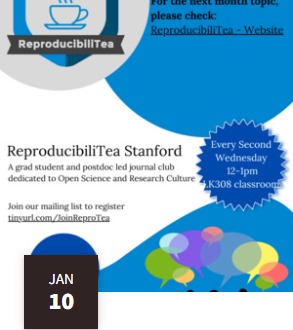 For the next month topic,
please check:
ReproducibiliTea - Website
ReproducibiliTea
ReproducibiliTea Stanford
A grad student and postdoc led journal club
dedicated to Open Science and Research Culture
Every Second
Wednesday
12-1pm
LK308 classroom
Join our mailing list to register
tinyurl.com/JoinReproTea
JAN
10